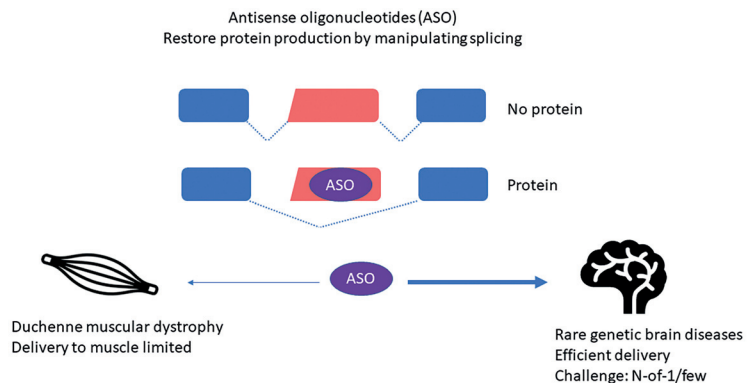 Antisense oligonucleotides (ASO)
Restore protein production by manipulating splicing
No protein
ASO
Protein
ASO
Duchenne muscular dystrophy
Delivery to muscle limited
Rare genetic brain diseases
Efficient delivery
Challenge: N-of-1/few